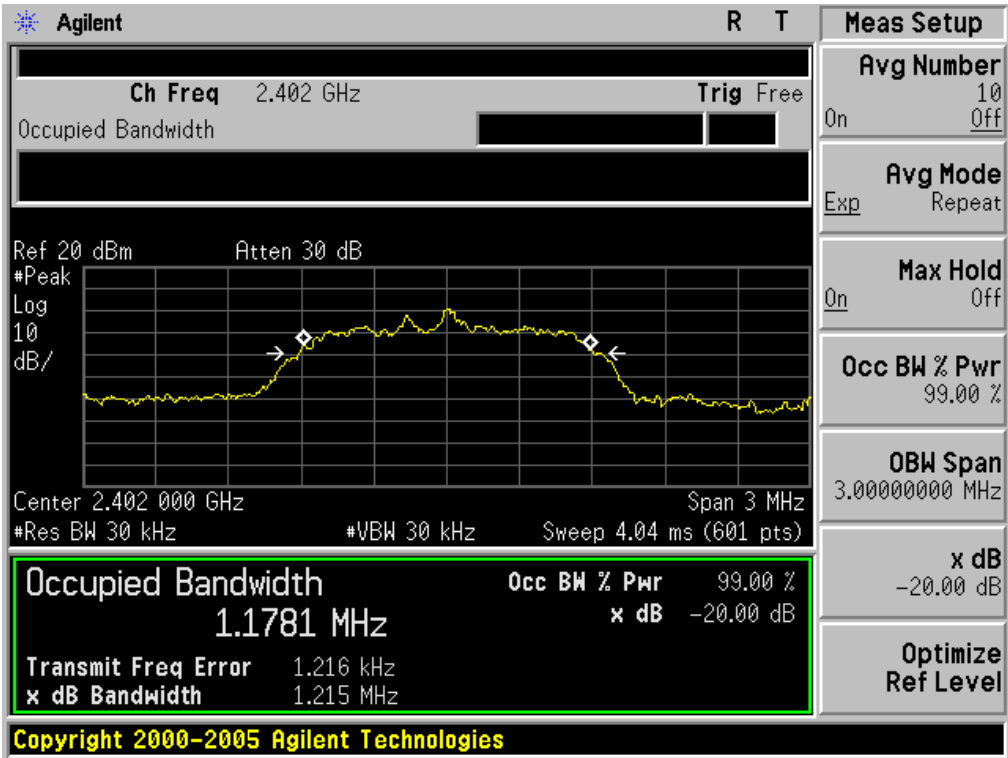 Agilent R T
Ch Freq 2.402 GHz Trig Free
Occupied Bandwidth
Ref 20 dBm Atten 30 dB
#Peak
Log
10
dB/
Center 2.402 000 GHz Span 3 MHz
#Res BW 30 kHz #VBW 30 kHz Sweep 4.04 ms (601 pts)
Occupied Bandwidth Occ BW % Pwr 99.00 %
1.1781 MHz x dB -20.00 dB
Transmit Freq Error 1.216 kHz
x dB Bandwidth 1.215 MHz
Copyright 2000-2005 Agilent Technologies
Meas Setup
Avg Number
10
On Off
Avg Mode
Exp Repeat
Max Hold
On Off
Occ BW % Pwr
99.00 %
OBW Span
3.00000000 MHz
x dB
-20.00 dB
Optimize
Ref Level